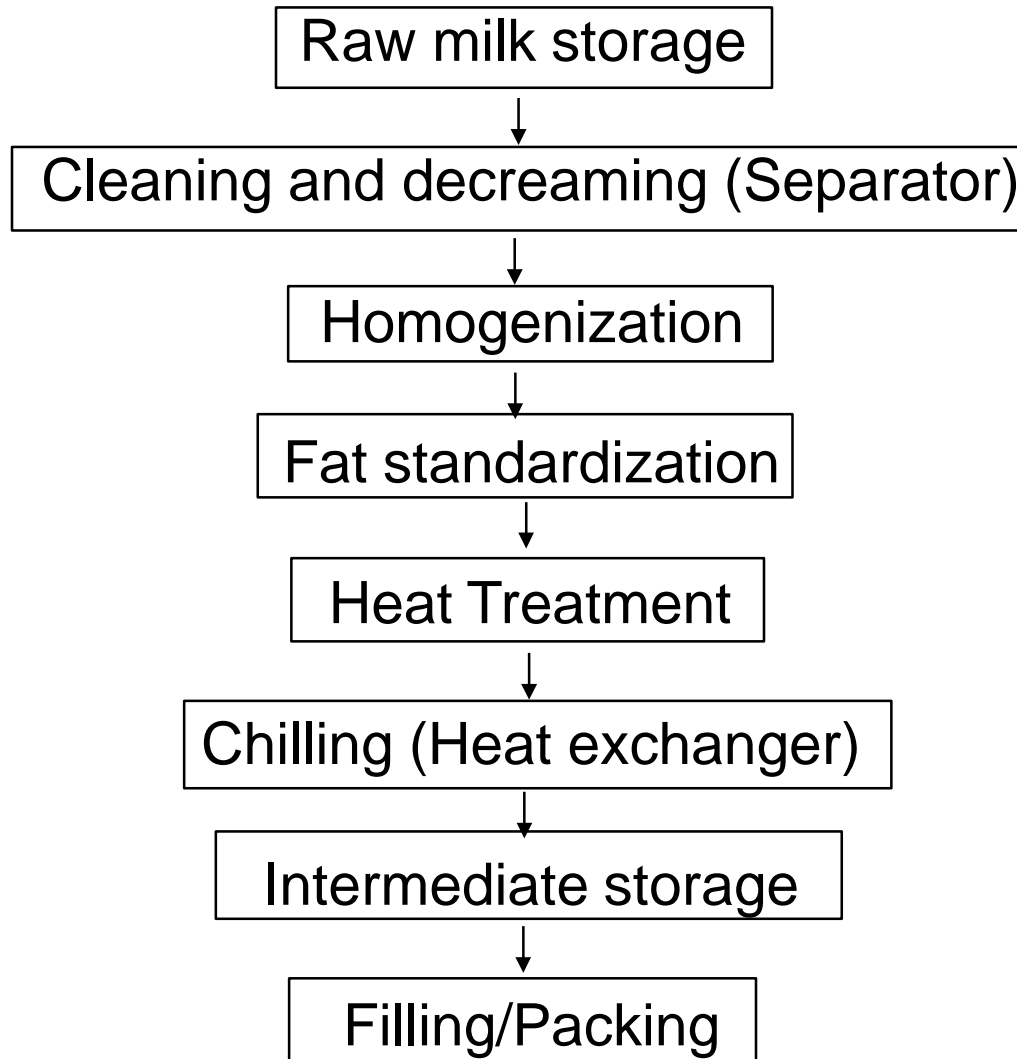 Raw milk storage
Cleaning and decreaming (Separator)
Homogenization
Fat standardization
Heat Treatment
Chilling (Heat exchanger)
Intermediate storage
Filling/Packing